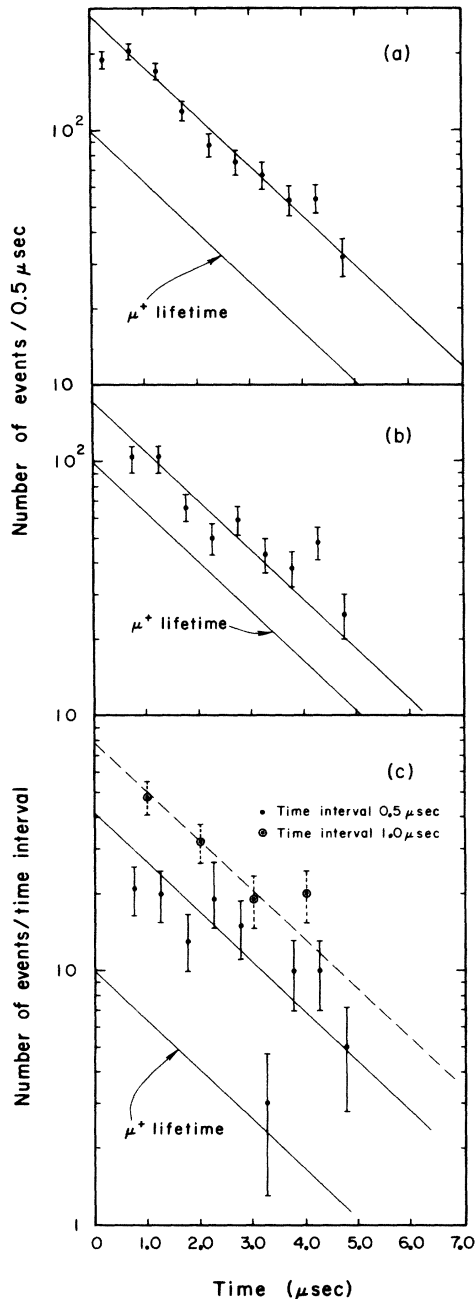 (a)
10²
μ⁺ lifetime
10
Number of events/0.5 μsec
(b)
10²
μ⁺ lifetime
10
(c)
• Time interval 0.5 μsec
⊙ Time interval 1.0 μsec
Number of events/time interval
10
μ⁺ lifetime
1
0 1.0 2.0 3.0 4.0 5.0 6.0 7.0
Time (μsec)